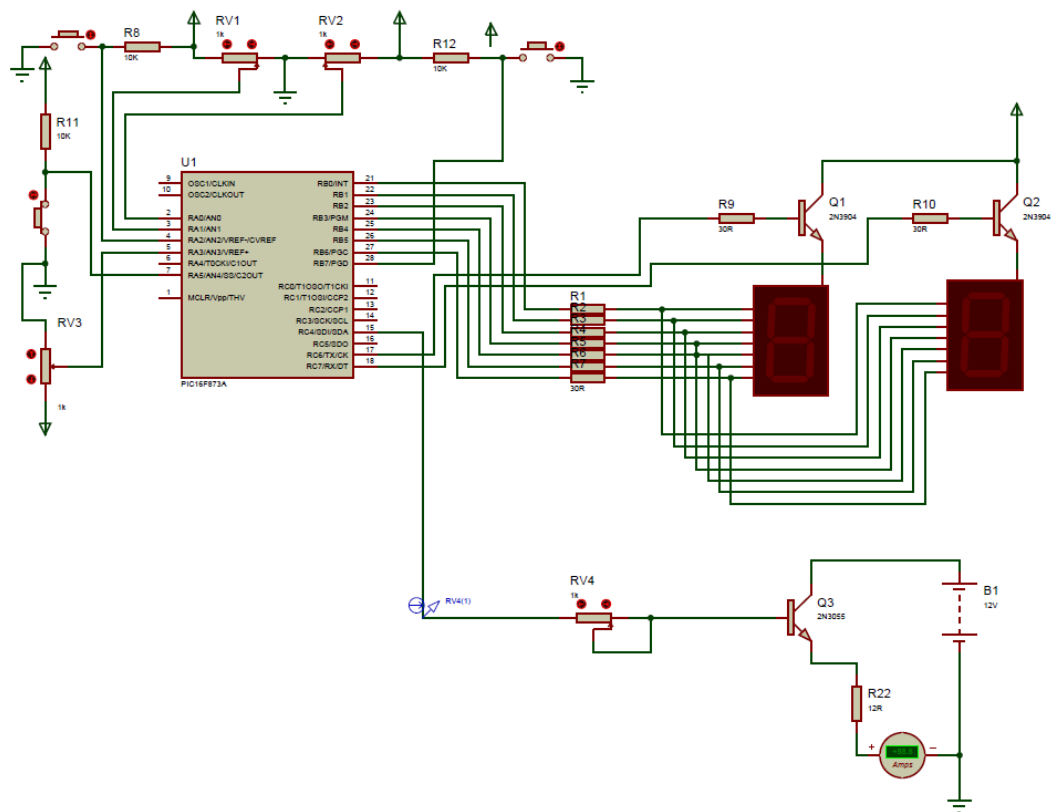 R8
10K
RV1
1k
RV2
1k
R12
10K
R11
10K
U1
9
OSC1/CLKIN
10
OSC2/CLKOUT
2
RA0/AN0
3
RA1/AN1
4
RA2/AN2/VREF-/CVREF
5
RA3/AN3/VREF+
6
RA4/T0CKI/C1OUT
7
RA5/AN4/SS/C2OUT
1
MCLR/Vpp/THV
RB0/INT
21
RB1
22
RB2
23
RB3/PGM
24
RB4
25
RB5
26
RB6/PGC
27
RB7/PGD
28
RC0/T1OSO/T1CKI
11
RC1/T1OSI/CCP2
12
RC2/CCP1
13
RC3/SCK/SCL
14
RC4/SDI/SDA
15
RC5/SDO
16
RC6/TX/CK
17
RC7/RX/DT
18
PIC16F873A
RV3
1k
R1
R2
R3
R4
R5
R6
R7
30R
R9
30R
Q1
2N3904
R10
30R
Q2
2N3904
RV4(1)
RV4
1k
Q3
2N3055
B1
12V
R22
12R
+
−
Amps